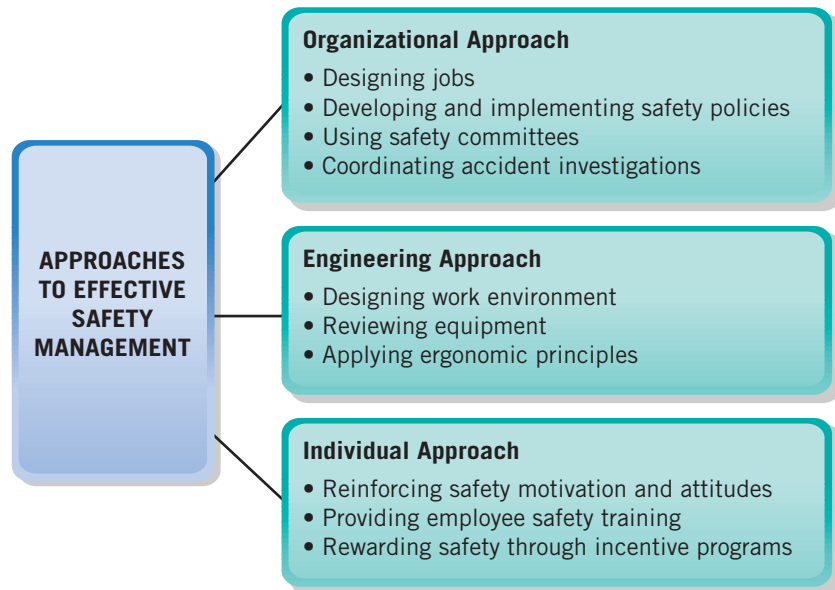 APPROACHES
TO EFFECTIVE
SAFETY
MANAGEMENT
Organizational Approach
• Designing jobs
• Developing and implementing safety policies
• Using safety committees
• Coordinating accident investigations
Engineering Approach
• Designing work environment
• Reviewing equipment
• Applying ergonomic principles
Individual Approach
• Reinforcing safety motivation and attitudes
• Providing employee safety training
• Rewarding safety through incentive programs